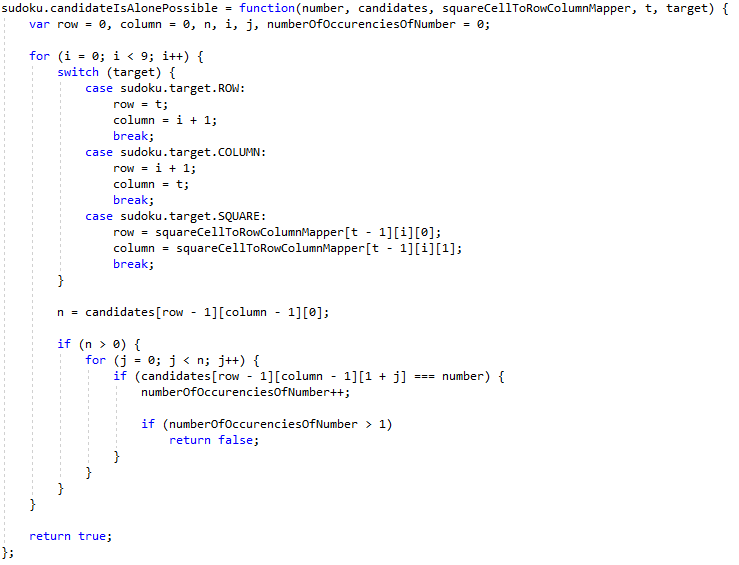 sudoku.candidateIsAlonePossible = function(number, candidates, squareCellToRowColumnMapper, t, target) {
    var row = 0, column = 0, n, i, j, numberOfOccurenciesOfNumber = 0;

    for (i = 0; i < 9; i++) {
        switch (target) {
            case sudoku.target.ROW:
                row = t;
                column = i + 1;
                break;
            case sudoku.target.COLUMN:
                row = i + 1;
                column = t;
                break;
            case sudoku.target.SQUARE:
                row = squareCellToRowColumnMapper[t - 1][i][0];
                column = squareCellToRowColumnMapper[t - 1][i][1];
                break;
        }

        n = candidates[row - 1][column - 1][0];

        if (n > 0) {
            for (j = 0; j < n; j++) {
                if (candidates[row - 1][column - 1][1 + j] === number) {
                    numberOfOccurenciesOfNumber++;

                    if (numberOfOccurenciesOfNumber > 1)
                        return false;
                }
            }
        }
    }

    return true;
};